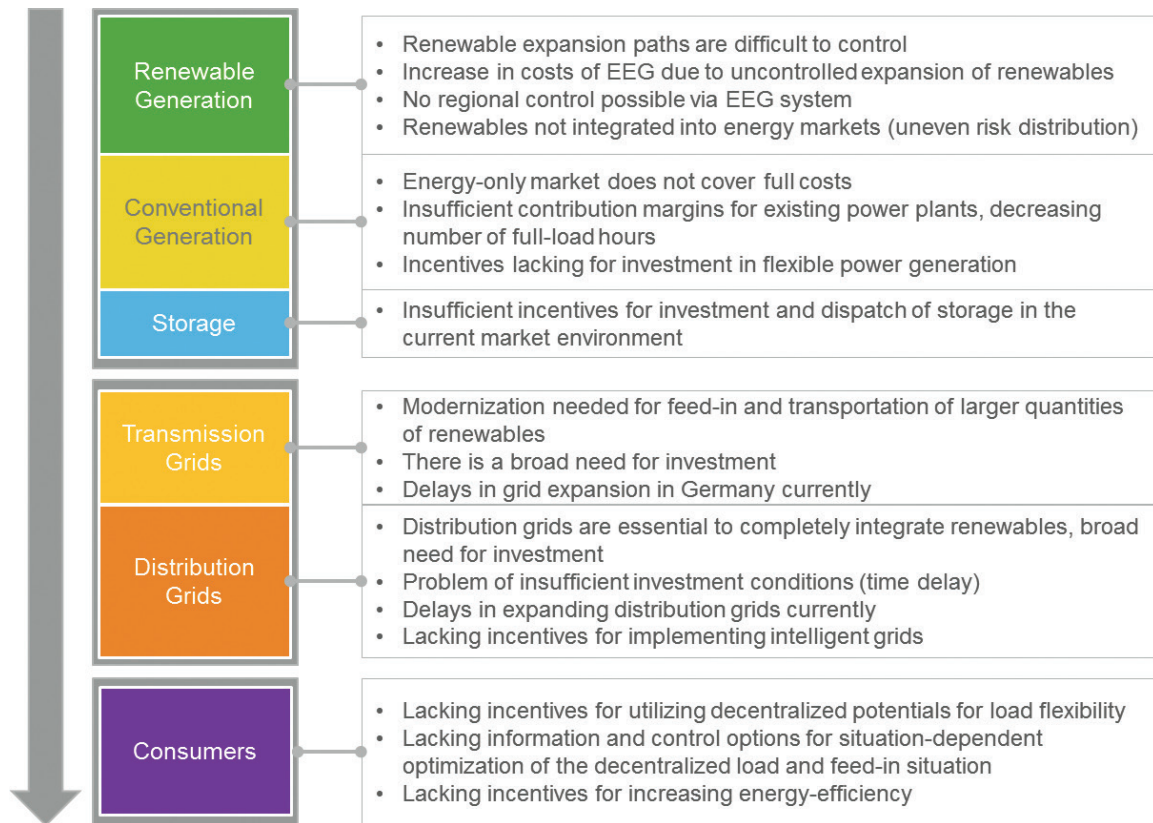 Renewable
Generation
• Renewable expansion paths are difficult to control
• Increase in costs of EEG due to uncontrolled expansion of renewables
• No regional control possible via EEG system
• Renewables not integrated into energy markets (uneven risk distribution)
Conventional
Generation
• Energy-only market does not cover full costs
• Insufficient contribution margins for existing power plants, decreasing
number of full-load hours
• Incentives lacking for investment in flexible power generation
Storage
• Insufficient incentives for investment and dispatch of storage in the
current market environment
Transmission
Grids
• Modernization needed for feed-in and transportation of larger quantities
of renewables
• There is a broad need for investment
• Delays in grid expansion in Germany currently
Distribution
Grids
• Distribution grids are essential to completely integrate renewables, broad
need for investment
• Problem of insufficient investment conditions (time delay)
• Delays in expanding distribution grids currently
• Lacking incentives for implementing intelligent grids
Consumers
• Lacking incentives for utilizing decentralized potentials for load flexibility
• Lacking information and control options for situation-dependent
optimization of the decentralized load and feed-in situation
• Lacking incentives for increasing energy-efficiency